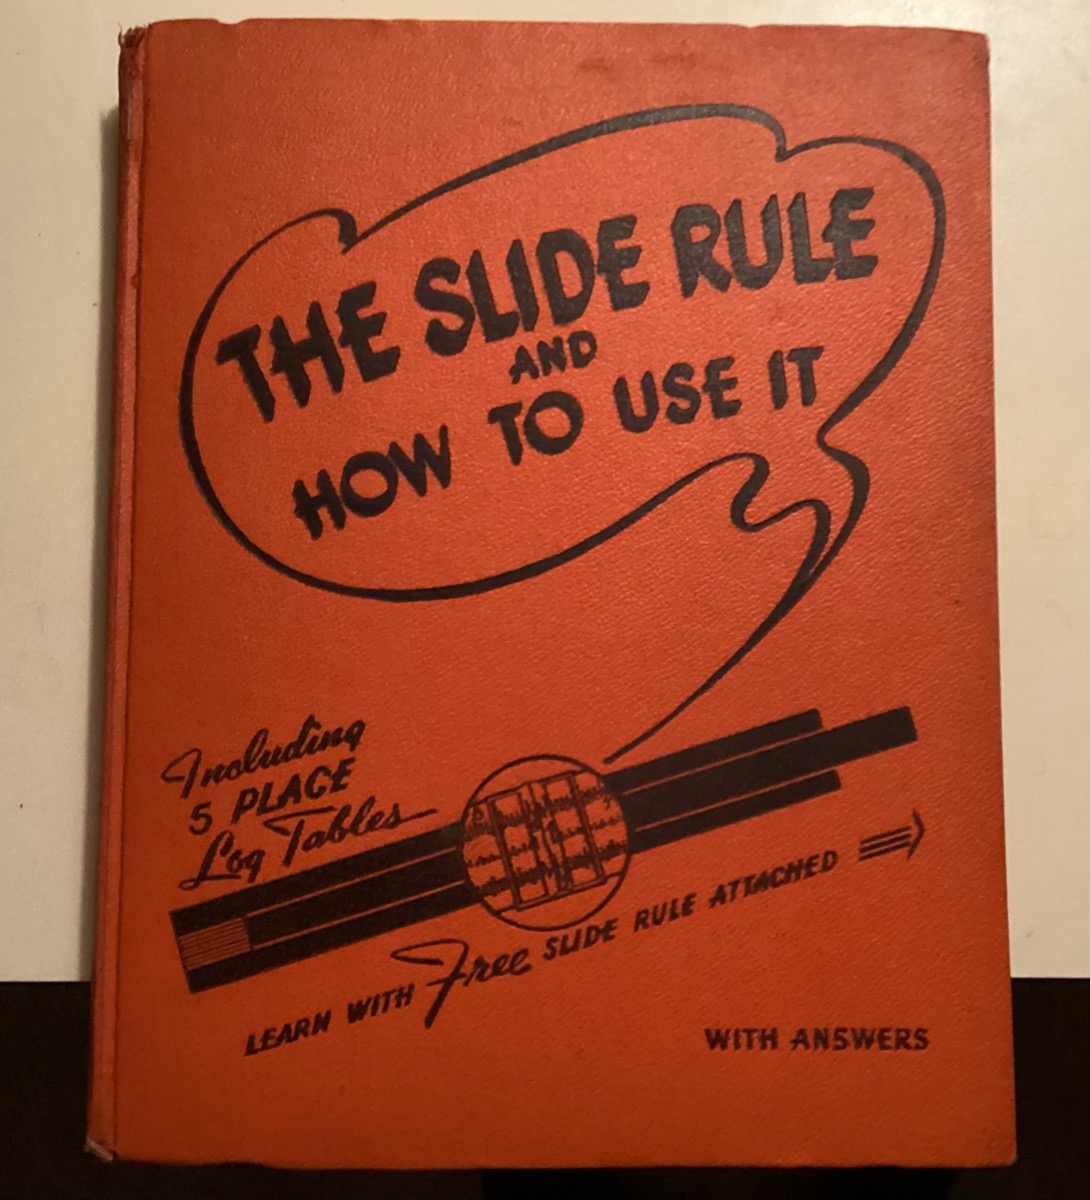 THE SLIDE RULE
AND
HOW TO USE IT
Including
5 PLACE
Log Tables
LEARN WITH Free SLIDE RULE ATTACHED
WITH ANSWERS